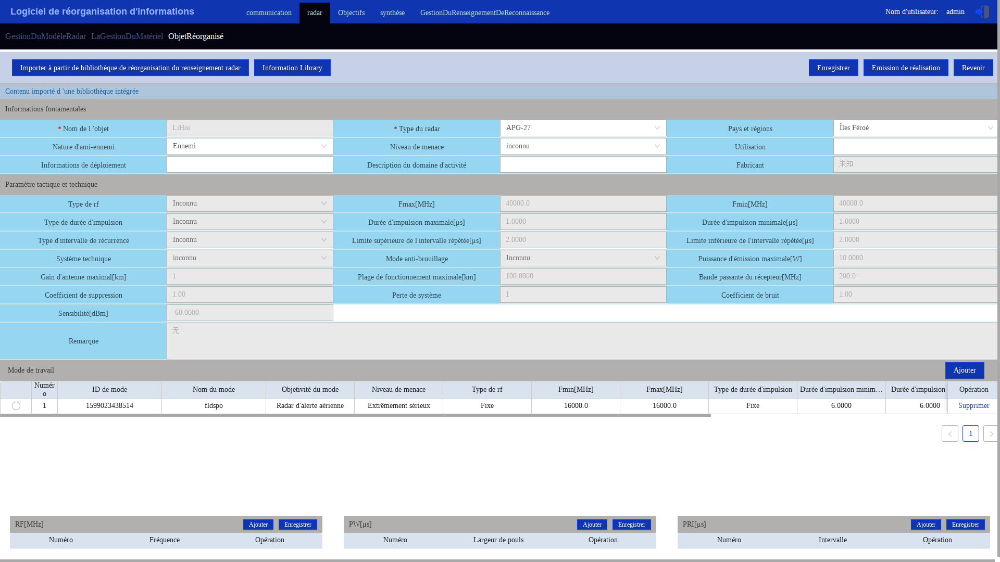 Logiciel de réorganisation d'informations
communication radar Objectifs synthèse GestionDuRenseignementDeReconnaissance
Nom d'utilisateur: admin
GestionDuModèleRadar LaGestionDuMatériel ObjetRéorganisé
Importer à partir de bibliothèque de réorganisation du renseignement radar Information Library Enregistrer Emission de réalisation Revenir
Contenu importé d 'une bibliothèque intégrée
Informations fontamentales
* Nom de l 'objet LiHoi * Type du radar APG-27 Pays et régions Îles Féroé
Nature d'ami-ennemi Ennemi Niveau de menace inconnu Utilisation
Informations de déploiement Description du domaine d'activité Fabricant 未知
Paramètre tactique et technique
Type de rf Inconnu Fmax[MHz] 40000.0 Fmin[MHz] 40000.0
Type de durée d'impulsion Inconnu Durée d'impulsion maximale[μs] 1.0000 Durée d'impulsion minimale[μs] 1.0000
Type d'intervalle de récurrence Inconnu Limite supérieure de l'intervalle répétée[μs] 2.0000 Limite inférieure de l'intervalle répétée[μs] 2.0000
Système technique inconnu Mode anti-brouillage Inconnu Puissance d'émission maximale[W] 10.0000
Gain d'antenne maximal[km] 1 Plage de fonctionnement maximale[km] 100.0000 Bande passante du récepteur[MHz] 200.0
Coefficient de suppression 1.00 Perte de système 1 Coefficient de bruit 1.00
Sensibilité[dBm] -60.0000
Remarque 无
Mode de travail Ajouter
Numéro ID de mode Nom du mode Objetivité du mode Niveau de menace Type de rf Fmin[MHz] Fmax[MHz] Type de durée d'impulsion Durée d'impulsion minim… Durée d'impulsion Opération
1 1599023438514 fldspo Radar d'alerte aérienne Extrêmement sérieux Fixe 16000.0 16000.0 Fixe 6.0000 6.0000 Supprimer
1
RF[MHz] Ajouter Enregistrer PW[μs] Ajouter Enregistrer PRI[μs] Ajouter Enregistrer
Numéro Fréquence Opération Numéro Largeur de pouls Opération Numéro Intervalle Opération